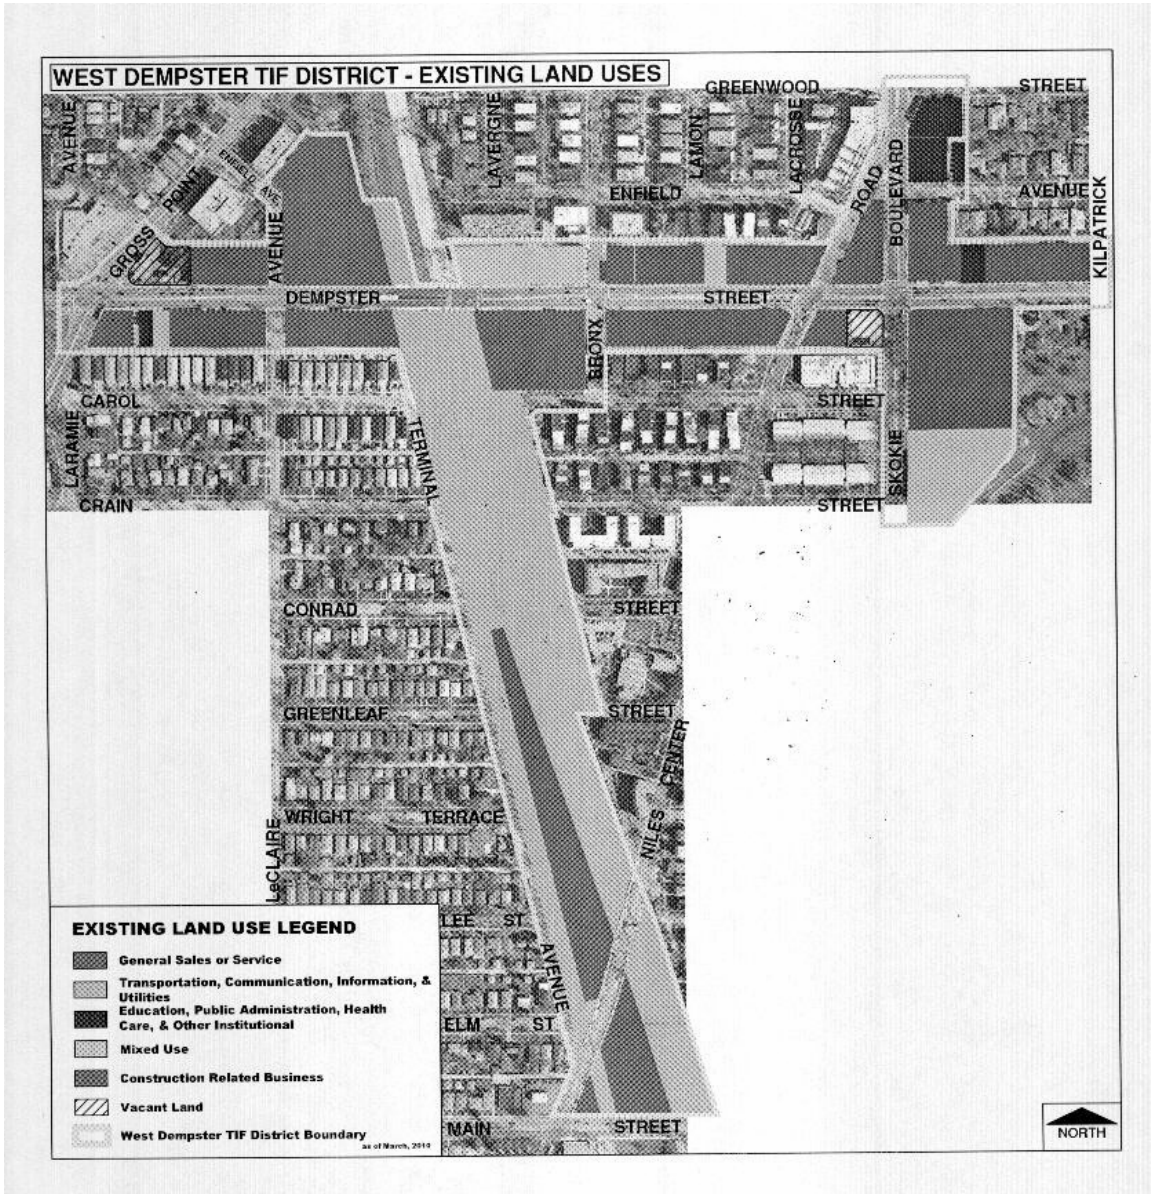 WEST DEMPSTER TIF DISTRICT - EXISTING LAND USES
GREENWOOD
STREET
AVENUE
LAVERGNE
LAMON
LACROSSE
ROAD
BOULEVARD
KILPATRICK
POINT
ENFIELD AVE
ENFIELD
AVENUE
GROSS
AVENUE
DEMPSTER
STREET
BRONX
CAROL
STREET
LARAMIE
TERMINAL
SKOKIE
CRAIN
STREET
CONRAD
STREET
GREENLEAF
STREET
CENTER
NILES
WRIGHT
TERRACE
LeCLAIRE
LEE ST
AVENUE
ELM ST
MAIN
STREET
EXISTING LAND USE LEGEND
General Sales or Service
Transportation, Communication, Information, &
Utilities
Education, Public Administration, Health
Care, & Other Institutional
Mixed Use
Construction Related Business
Vacant Land
West Dempster TIF District Boundary
as of March, 2010
NORTH